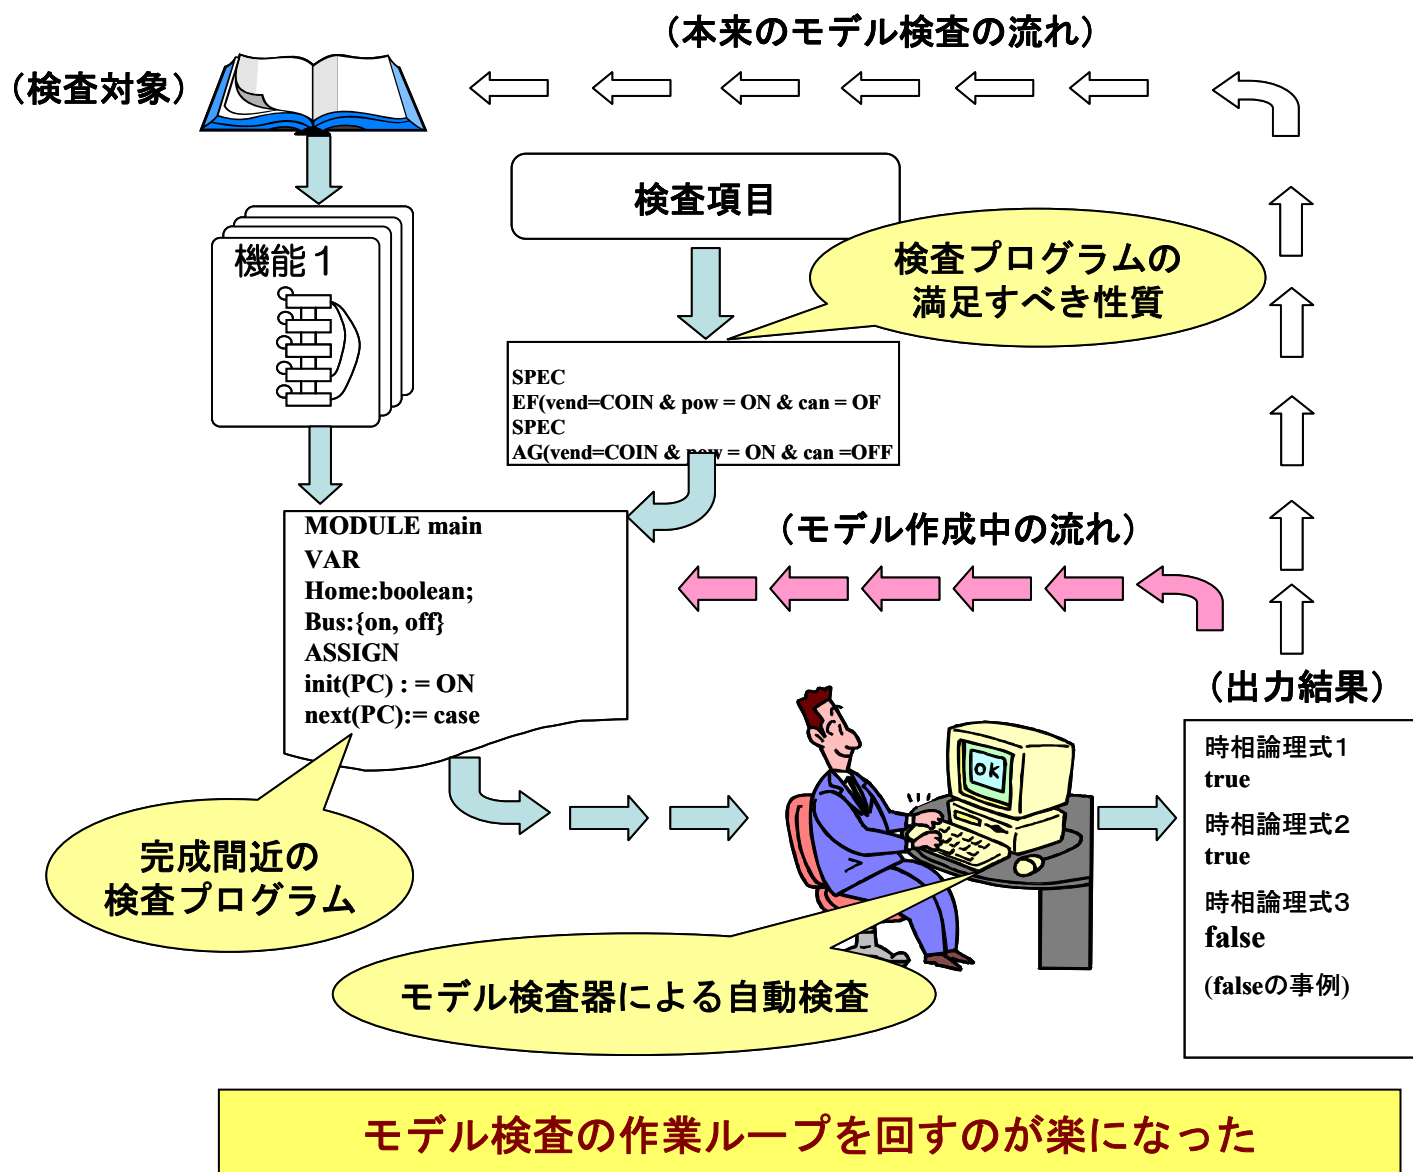 （本来のモデル検査の流れ）
（検査対象）
検査項目
機能１
検査プログラムの
満足すべき性質
SPEC
EF(vend=COIN & pow = ON & can = OF
SPEC
AG(vend=COIN & pow = ON & can =OFF
（モデル作成中の流れ）
MODULE main
VAR
Home:boolean;
Bus:{on, off}
ASSIGN
init(PC) : = ON
next(PC):= case
（出力結果）
時相論理式１
true
時相論理式２
true
時相論理式３
false
(falseの事例)
OK
完成間近の
検査プログラム
モデル検査器による自動検査
モデル検査の作業ループを回すのが楽になった